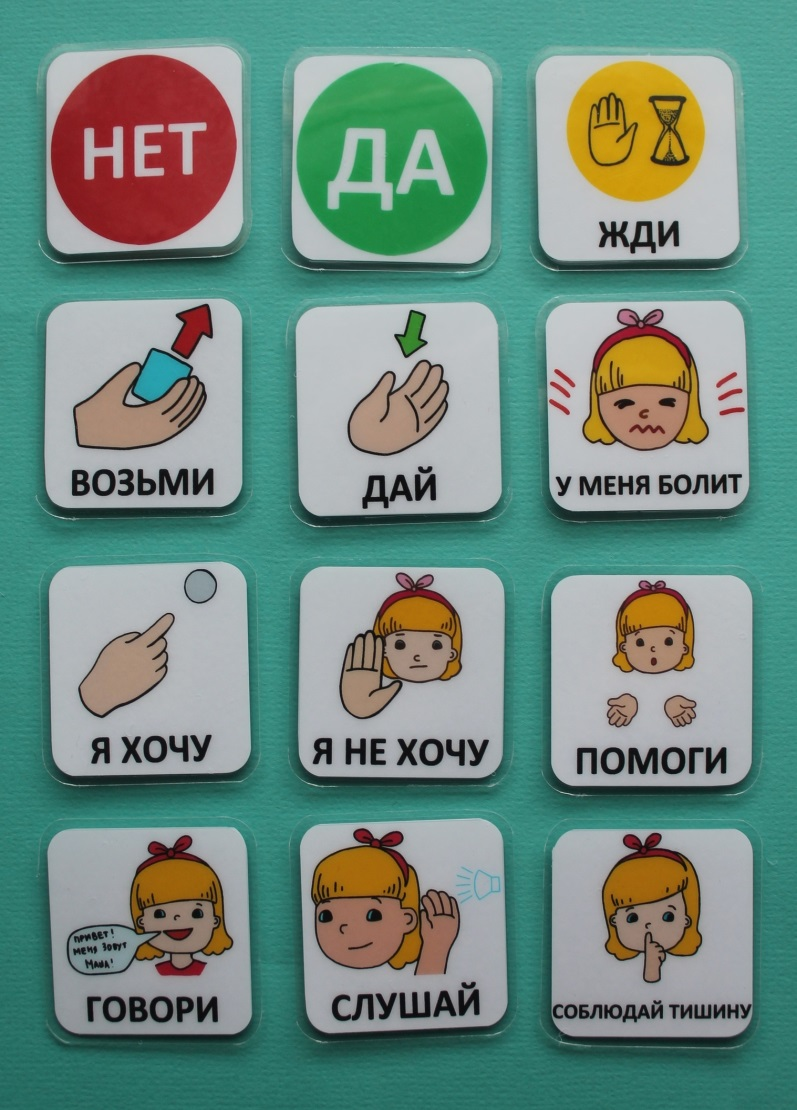 НЕТ
ДА
ЖДИ
ВОЗЬМИ
ДАЙ
У МЕНЯ БОЛИТ
Я ХОЧУ
Я НЕ ХОЧУ
ПОМОГИ
ПРИВЕТ!
МЕНЯ ЗОВУТ
МАША!
ГОВОРИ
СЛУШАЙ
СОБЛЮДАЙ ТИШИНУ